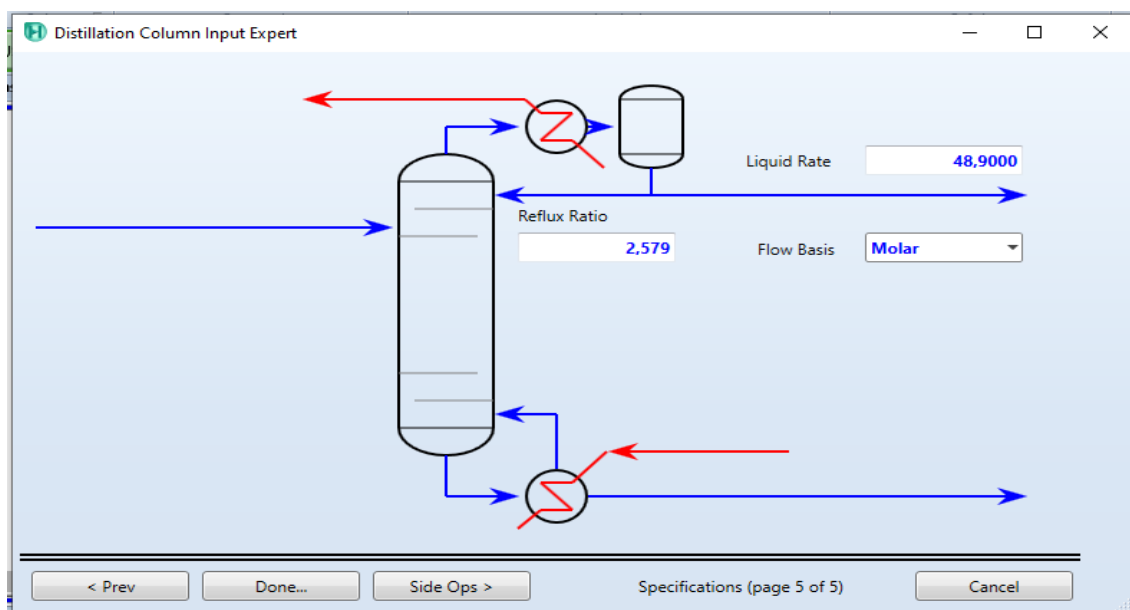 Distillation Column Input Expert
Liquid Rate 48,9000
Reflux Ratio
2,579 Flow Basis Molar
< Prev Done... Side Ops > Specifications (page 5 of 5) Cancel